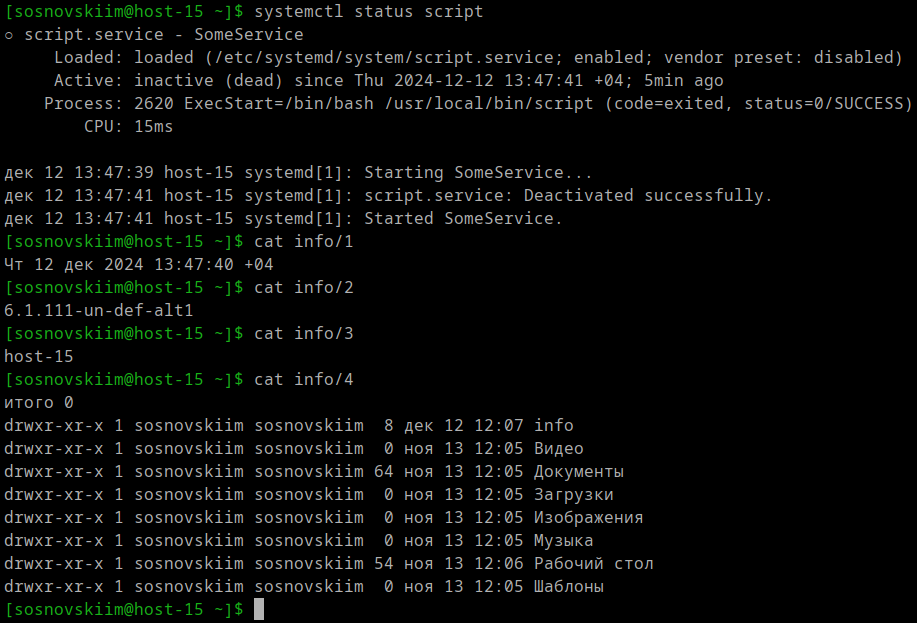 [sosnovskiim@host-15 ~]$ systemctl status script
○ script.service - SomeService
     Loaded: loaded (/etc/systemd/system/script.service; enabled; vendor preset: disabled)
     Active: inactive (dead) since Thu 2024-12-12 13:47:41 +04; 5min ago
    Process: 2620 ExecStart=/bin/bash /usr/local/bin/script (code=exited, status=0/SUCCESS)
        CPU: 15ms

дек 12 13:47:39 host-15 systemd[1]: Starting SomeService...
дек 12 13:47:41 host-15 systemd[1]: script.service: Deactivated successfully.
дек 12 13:47:41 host-15 systemd[1]: Started SomeService.
[sosnovskiim@host-15 ~]$ cat info/1
Чт 12 дек 2024 13:47:40 +04
[sosnovskiim@host-15 ~]$ cat info/2
6.1.111-un-def-alt1
[sosnovskiim@host-15 ~]$ cat info/3
host-15
[sosnovskiim@host-15 ~]$ cat info/4
итого 0
drwxr-xr-x 1 sosnovskiim sosnovskiim  8 дек 12 12:07 info
drwxr-xr-x 1 sosnovskiim sosnovskiim  0 ноя 13 12:05 Видео
drwxr-xr-x 1 sosnovskiim sosnovskiim 64 ноя 13 12:05 Документы
drwxr-xr-x 1 sosnovskiim sosnovskiim  0 ноя 13 12:05 Загрузки
drwxr-xr-x 1 sosnovskiim sosnovskiim  0 ноя 13 12:05 Изображения
drwxr-xr-x 1 sosnovskiim sosnovskiim  0 ноя 13 12:05 Музыка
drwxr-xr-x 1 sosnovskiim sosnovskiim 54 ноя 13 12:06 Рабочий стол
drwxr-xr-x 1 sosnovskiim sosnovskiim  0 ноя 13 12:05 Шаблоны
[sosnovskiim@host-15 ~]$